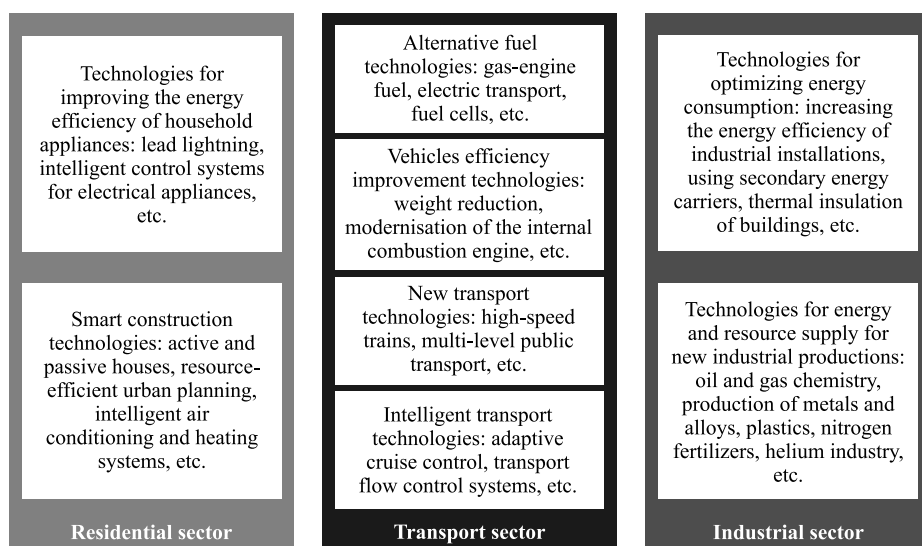 Technologies for
improving the energy
efficiency of household
appliances: lead lightning,
intelligent control systems
for electrical appliances,
etc.
Smart construction
technologies: active and
passive houses, resource-
efficient urban planning,
intelligent air
conditioning and heating
systems, etc.
Residential sector
Alternative fuel
technologies: gas-engine
fuel, electric transport,
fuel cells, etc.
Vehicles efficiency
improvement technologies:
weight reduction,
modernisation of the internal
combustion engine, etc.
New transport
technologies: high-speed
trains, multi-level public
transport, etc.
Intelligent transport
technologies: adaptive
cruise control, transport
flow control systems, etc.
Transport sector
Technologies for
optimizing energy
consumption: increasing
the energy efficiency of
industrial installations,
using secondary energy
carriers, thermal insulation
of buildings, etc.
Technologies for energy
and resource supply for
new industrial productions:
oil and gas chemistry,
production of metals and
alloys, plastics, nitrogen
fertilizers, helium industry,
etc.
Industrial sector